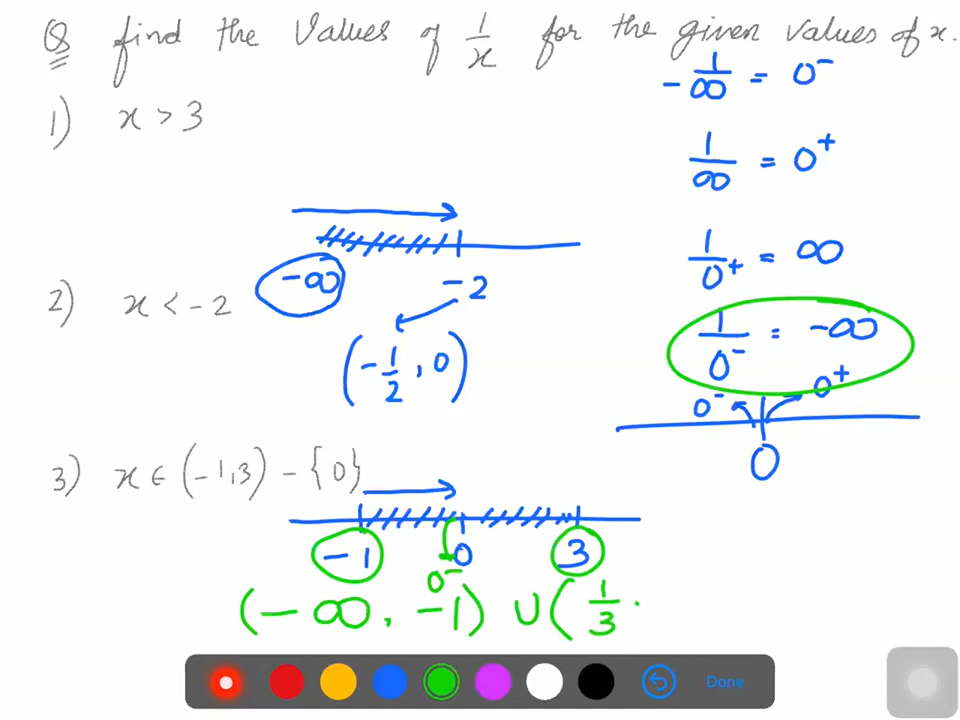 Q find the values of 1/x for the given values of x.
-1/∞ = 0⁻
1) x > 3
1/∞ = 0⁺
1/0⁺ = ∞
-∞ -2
2) x < -2
1/0⁻ = -∞
(-1/2, 0)
0⁻ 0⁺
0
3) x ∈ (-1,3) - {0}
-1 0 3
0⁻
(-∞, -1) ∪ (1/3
Done